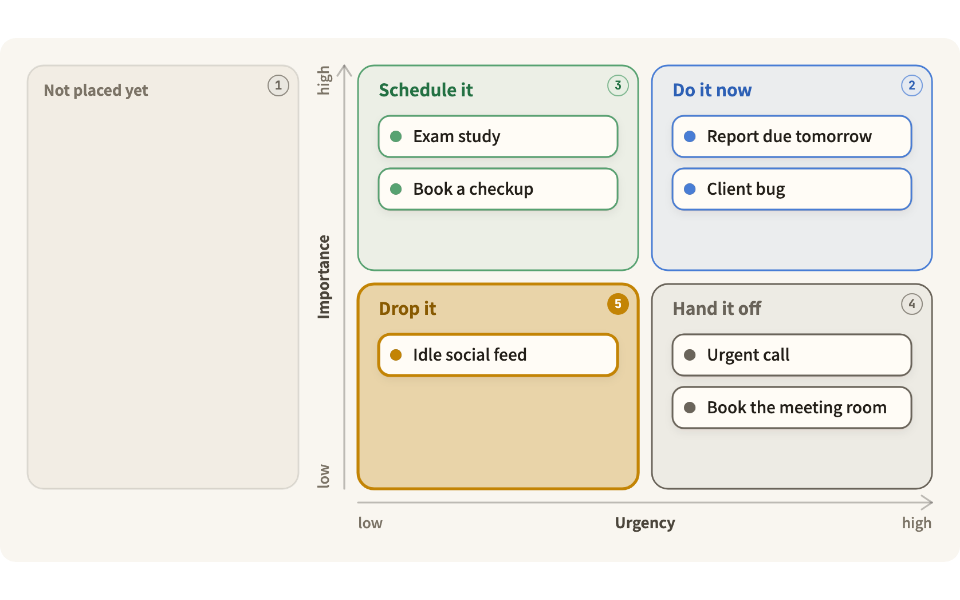 Not placed yet 1
high
Importance
low
Schedule it 3
Exam study
Book a checkup
Do it now 2
Report due tomorrow
Client bug
Drop it 5
Idle social feed
Hand it off 4
Urgent call
Book the meeting room
low Urgency high